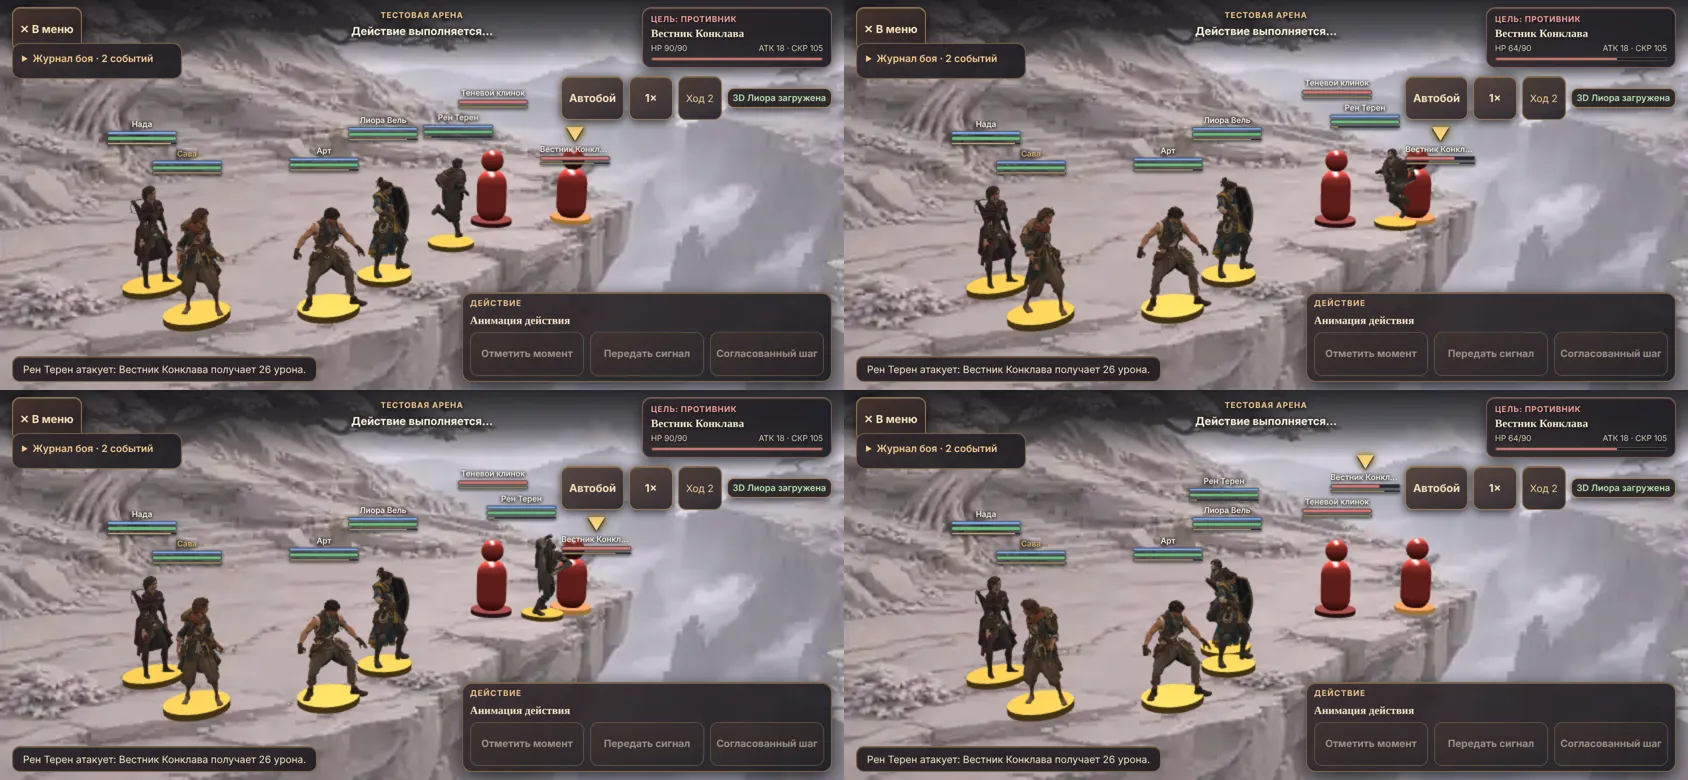 ✕ В меню
ТЕСТОВАЯ АРЕНА
Действие выполняется...
ЦЕЛЬ: ПРОТИВНИК
Вестник Конклава
HP 90/90
АТК 18 · СКР 105
▶ Журнал боя · 2 событий
Автобой
1×
Ход 2
3D Лиора загружена
Теневой клинок
Нада
Сава
Арт
Лиора Вель
Рен Терен
Вестник Конкл...
ДЕЙСТВИЕ
Анимация действия
Отметить момент
Передать сигнал
Согласованный шаг
Рен Терен атакует: Вестник Конклава получает 26 урона.
✕ В меню
ТЕСТОВАЯ АРЕНА
Действие выполняется...
ЦЕЛЬ: ПРОТИВНИК
Вестник Конклава
HP 64/90
АТК 18 · СКР 105
▶ Журнал боя · 2 событий
Автобой
1×
Ход 2
3D Лиора загружена
Теневой клинок
Рен Терен
Нада
Сава
Арт
Лиора Вель
Вестник Конкл...
ДЕЙСТВИЕ
Анимация действия
Отметить момент
Передать сигнал
Согласованный шаг
Рен Терен атакует: Вестник Конклава получает 26 урона.
✕ В меню
ТЕСТОВАЯ АРЕНА
Действие выполняется...
ЦЕЛЬ: ПРОТИВНИК
Вестник Конклава
HP 90/90
АТК 18 · СКР 105
▶ Журнал боя · 2 событий
Автобой
1×
Ход 2
3D Лиора загружена
Теневой клинок
Рен Терен
Нада
Сава
Арт
Лиора Вель
Вестник Конкл...
ДЕЙСТВИЕ
Анимация действия
Отметить момент
Передать сигнал
Согласованный шаг
Рен Терен атакует: Вестник Конклава получает 26 урона.
✕ В меню
ТЕСТОВАЯ АРЕНА
Действие выполняется...
ЦЕЛЬ: ПРОТИВНИК
Вестник Конклава
HP 64/90
АТК 18 · СКР 105
▶ Журнал боя · 2 событий
Автобой
1×
Ход 2
3D Лиора загружена
Вестник Конкл...
Рен Терен
Теневой клинок
Нада
Сава
Арт
Лиора Вель
ДЕЙСТВИЕ
Анимация действия
Отметить момент
Передать сигнал
Согласованный шаг
Рен Терен атакует: Вестник Конклава получает 26 урона.